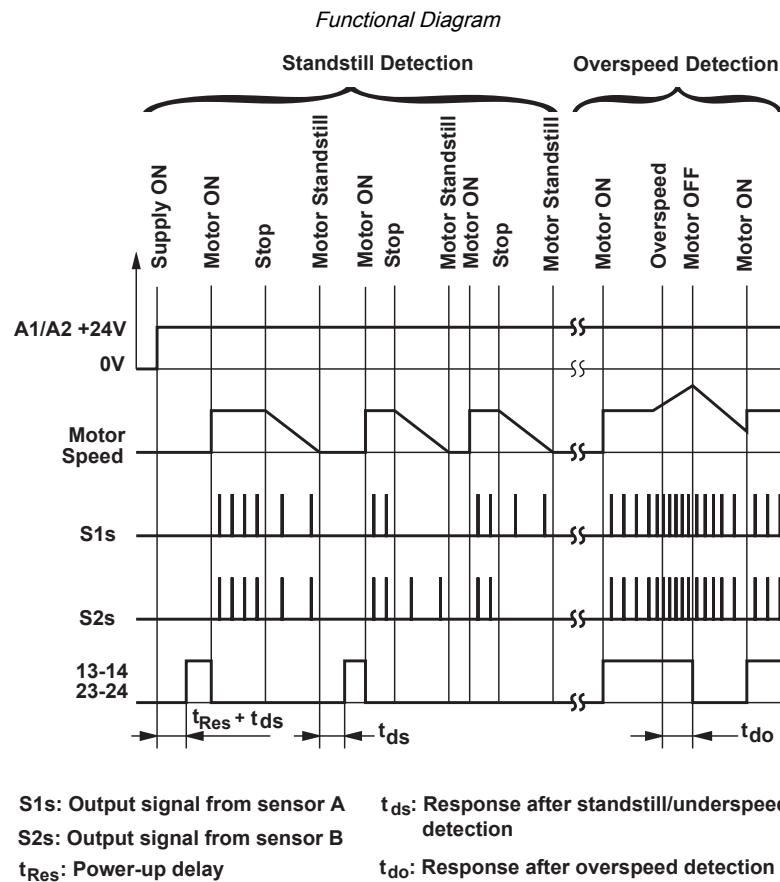 Functional Diagram
Standstill Detection
Overspeed Detection
Supply ON
Motor ON
Stop
Motor Standstill
Motor ON
Stop
Motor Standstill
Motor ON
Stop
Motor Standstill
Motor ON
Overspeed
Motor OFF
Motor ON
A1/A2 +24V
0V
Motor
Speed
S1s
S2s
13-14
23-24
tRes + tds
tds
tdo
S1s: Output signal from sensor A
S2s: Output signal from sensor B
tRes: Power-up delay
tds: Response after standstill/underspeed
detection
tdo: Response after overspeed detection